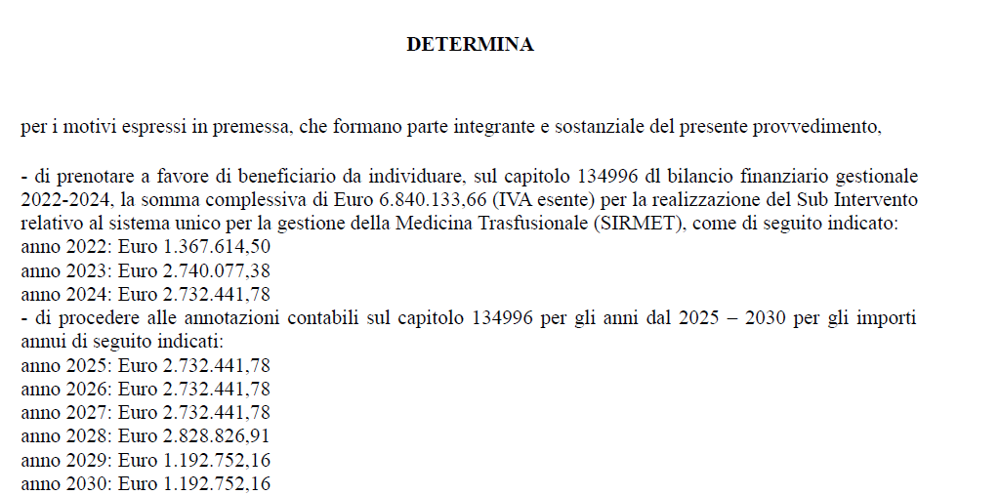 DETERMINA
per i motivi espressi in premessa, che formano parte integrante e sostanziale del presente provvedimento,
- di prenotare a favore di beneficiario da individuare, sul capitolo 134996 dl bilancio finanziario gestionale
2022-2024, la somma complessiva di Euro 6.840.133,66 (IVA esente) per la realizzazione del Sub Intervento
relativo al sistema unico per la gestione della Medicina Trasfusionale (SIRMET), come di seguito indicato:
anno 2022: Euro 1.367.614,50
anno 2023: Euro 2.740.077,38
anno 2024: Euro 2.732.441,78
- di procedere alle annotazioni contabili sul capitolo 134996 per gli anni dal 2025 – 2030 per gli importi
annui di seguito indicati:
anno 2025: Euro 2.732.441,78
anno 2026: Euro 2.732.441,78
anno 2027: Euro 2.732.441,78
anno 2028: Euro 2.828.826,91
anno 2029: Euro 1.192.752,16
anno 2030: Euro 1.192.752,16